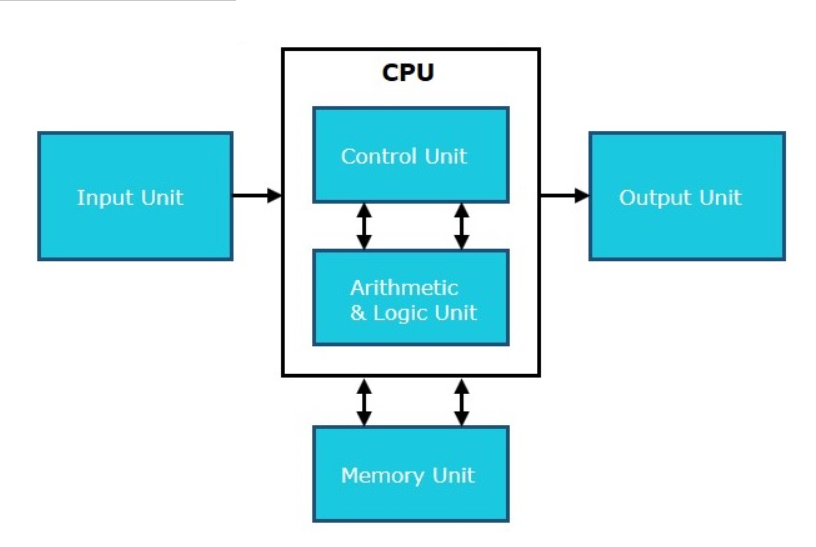 CPU
Control Unit
Input Unit
Output Unit
Arithmetic
& Logic Unit
Memory Unit